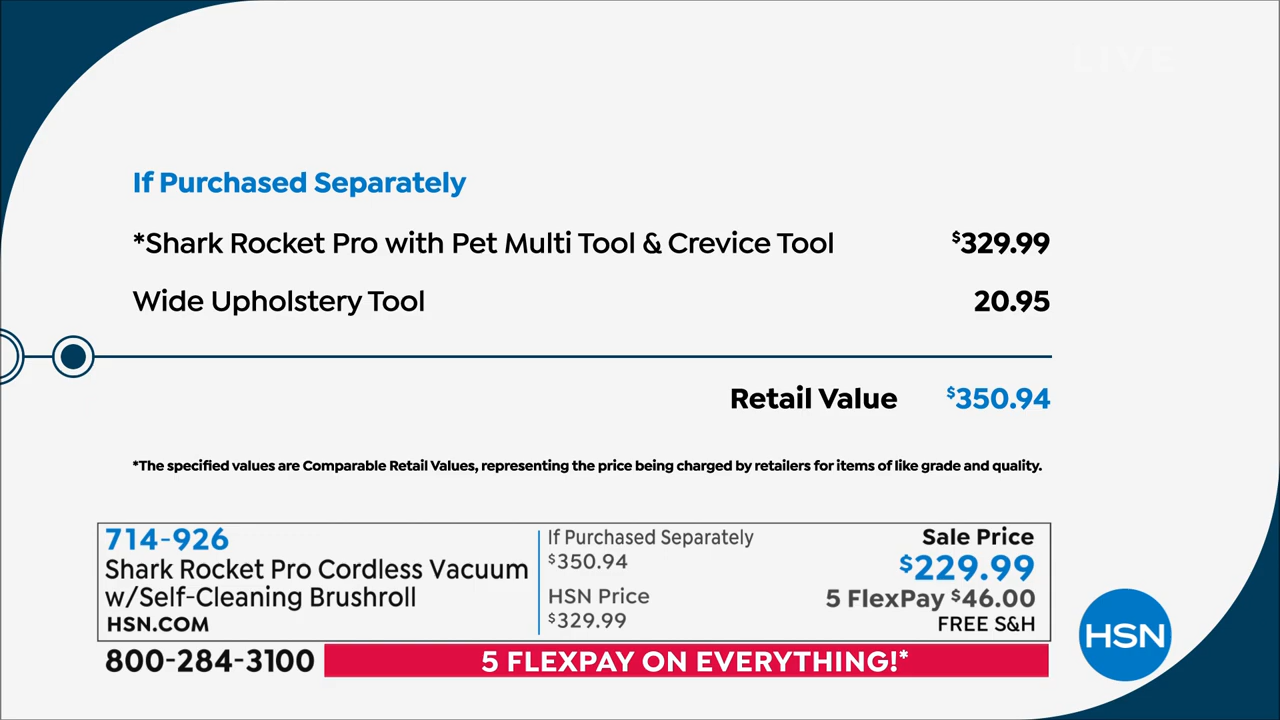 LIVE
If Purchased Separately
*Shark Rocket Pro with Pet Multi Tool & Crevice Tool $329.99
Wide Upholstery Tool 20.95
Retail Value $350.94
*The specified values are Comparable Retail Values, representing the price being charged by retailers for items of like grade and quality.
714-926
Shark Rocket Pro Cordless Vacuum
w/Self-Cleaning Brushroll
HSN.COM
If Purchased Separately
$350.94
HSN Price
$329.99
Sale Price
$229.99
5 FlexPay $46.00
FREE S&H
HSN
800-284-3100
5 FLEXPAY ON EVERYTHING!*